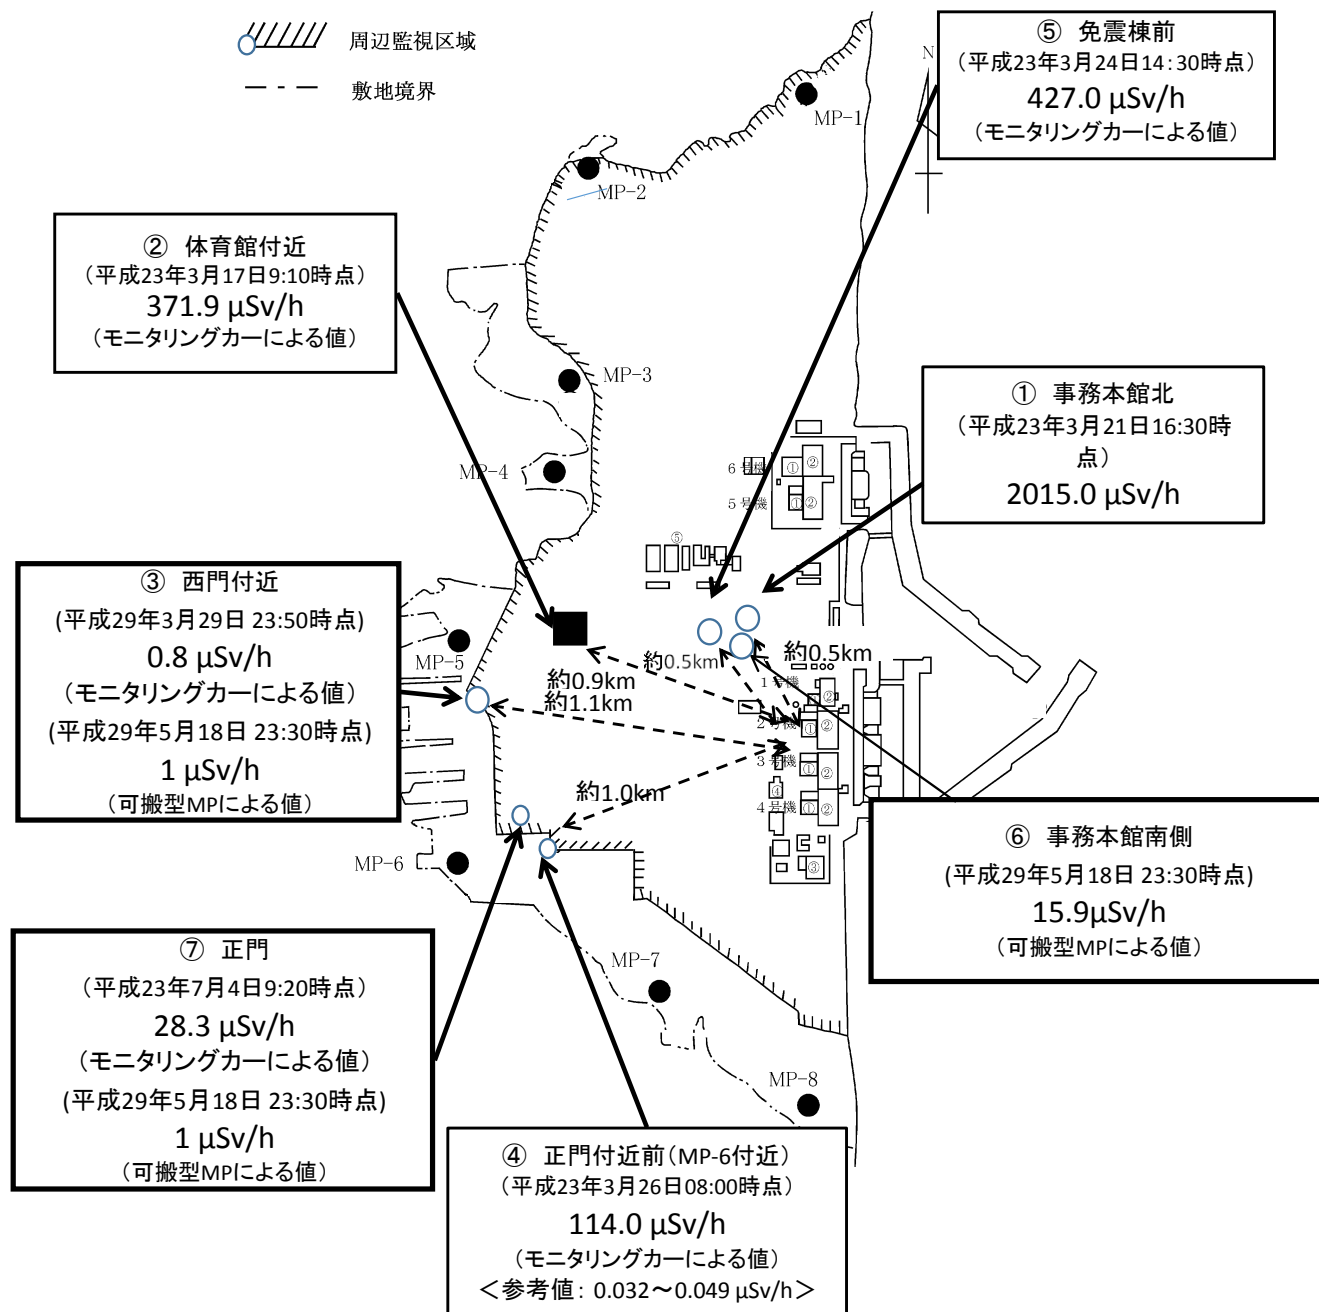 周辺監視区域
敷地境界
⑤ 免震棟前
（平成23年3月24日14：30時点）
427.0 μSv/h
（モニタリングカーによる値）
N
MP-1
MP-2
② 体育館付近
（平成23年3月17日9:10時点）
371.9 μSv/h
（モニタリングカーによる値）
MP-3
① 事務本館北
（平成23年3月21日16:30時
点）
2015.0 μSv/h
MP-4
6号機
① ②
5号機
① ②
⑤
③ 西門付近
(平成29年3月29日 23:50時点)
0.8 μSv/h
（モニタリングカーによる値）
(平成29年5月18日 23:30時点)
1 μSv/h
（可搬型MPによる値）
MP-5
約0.5km
約0.5km
約0.9km
約1.1km
1号機
②
2号機
① ②
3号機
① ②
④
約1.0km
4号機
① ②
③
MP-6
⑥ 事務本館南側
(平成29年5月18日 23:30時点)
15.9μSv/h
（可搬型MPによる値）
⑦ 正門
（平成23年7月4日9:20時点）
28.3 μSv/h
（モニタリングカーによる値）
(平成29年5月18日 23:30時点)
1 μSv/h
（可搬型MPによる値）
MP-7
MP-8
④ 正門付近前（MP-6付近）
（平成23年3月26日08:00時点）
114.0 μSv/h
（モニタリングカーによる値）
＜参考値：0.032～0.049 μSv/h＞